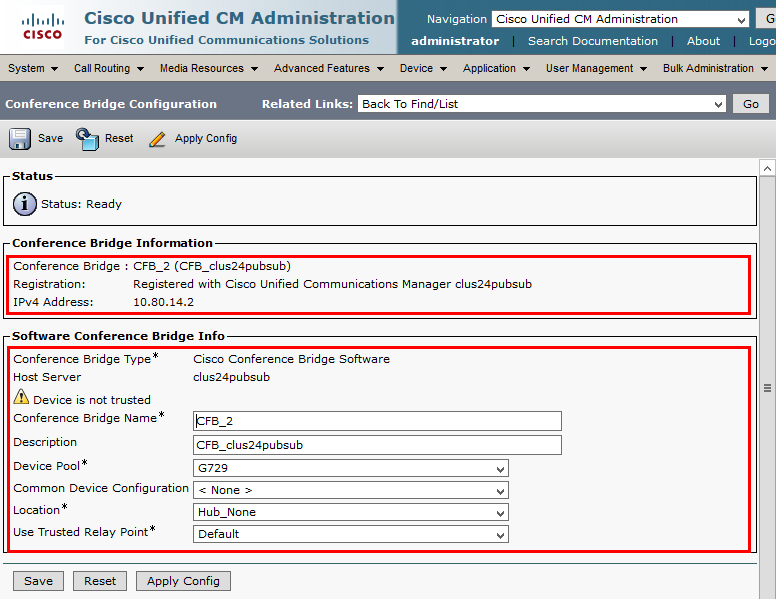 Cisco Unified CM Administration
For Cisco Unified Communications Solutions
CISCO
Navigation Cisco Unified CM Administration G
administrator | Search Documentation | About | Logo
System Call Routing Media Resources Advanced Features Device Application User Management Bulk Administration
Conference Bridge Configuration Related Links: Back To Find/List Go
Save Reset Apply Config
Status
Status: Ready
Conference Bridge Information
Conference Bridge : CFB_2 (CFB_clus24pubsub)
Registration: Registered with Cisco Unified Communications Manager clus24pubsub
IPv4 Address: 10.80.14.2
Software Conference Bridge Info
Conference Bridge Type* Cisco Conference Bridge Software
Host Server clus24pubsub
Device is not trusted
Conference Bridge Name* CFB_2
Description CFB_clus24pubsub
Device Pool* G729
Common Device Configuration < None >
Location* Hub_None
Use Trusted Relay Point* Default
Save Reset Apply Config